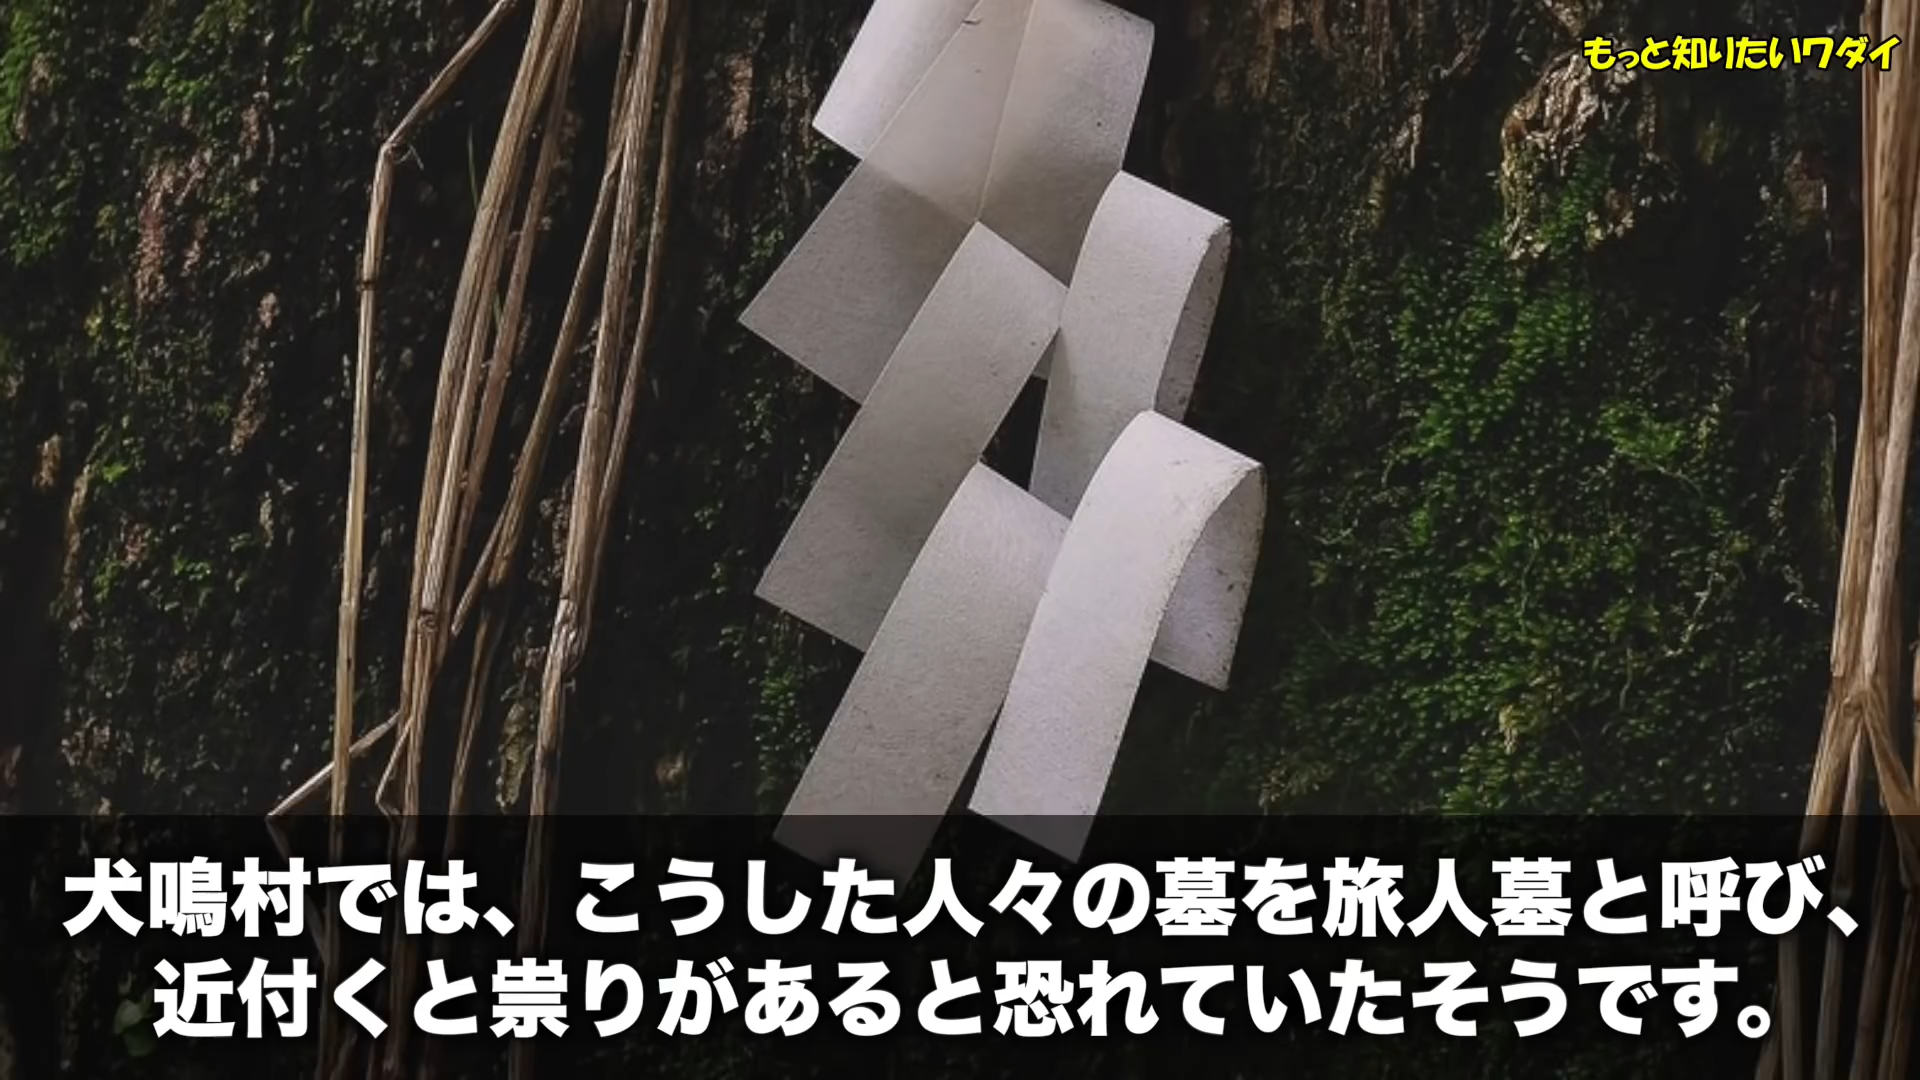 もっと知りたいワダイ
犬鳴村では、こうした人々の墓を旅人墓と呼び、
近付くと祟りがあると恐れていたそうです。